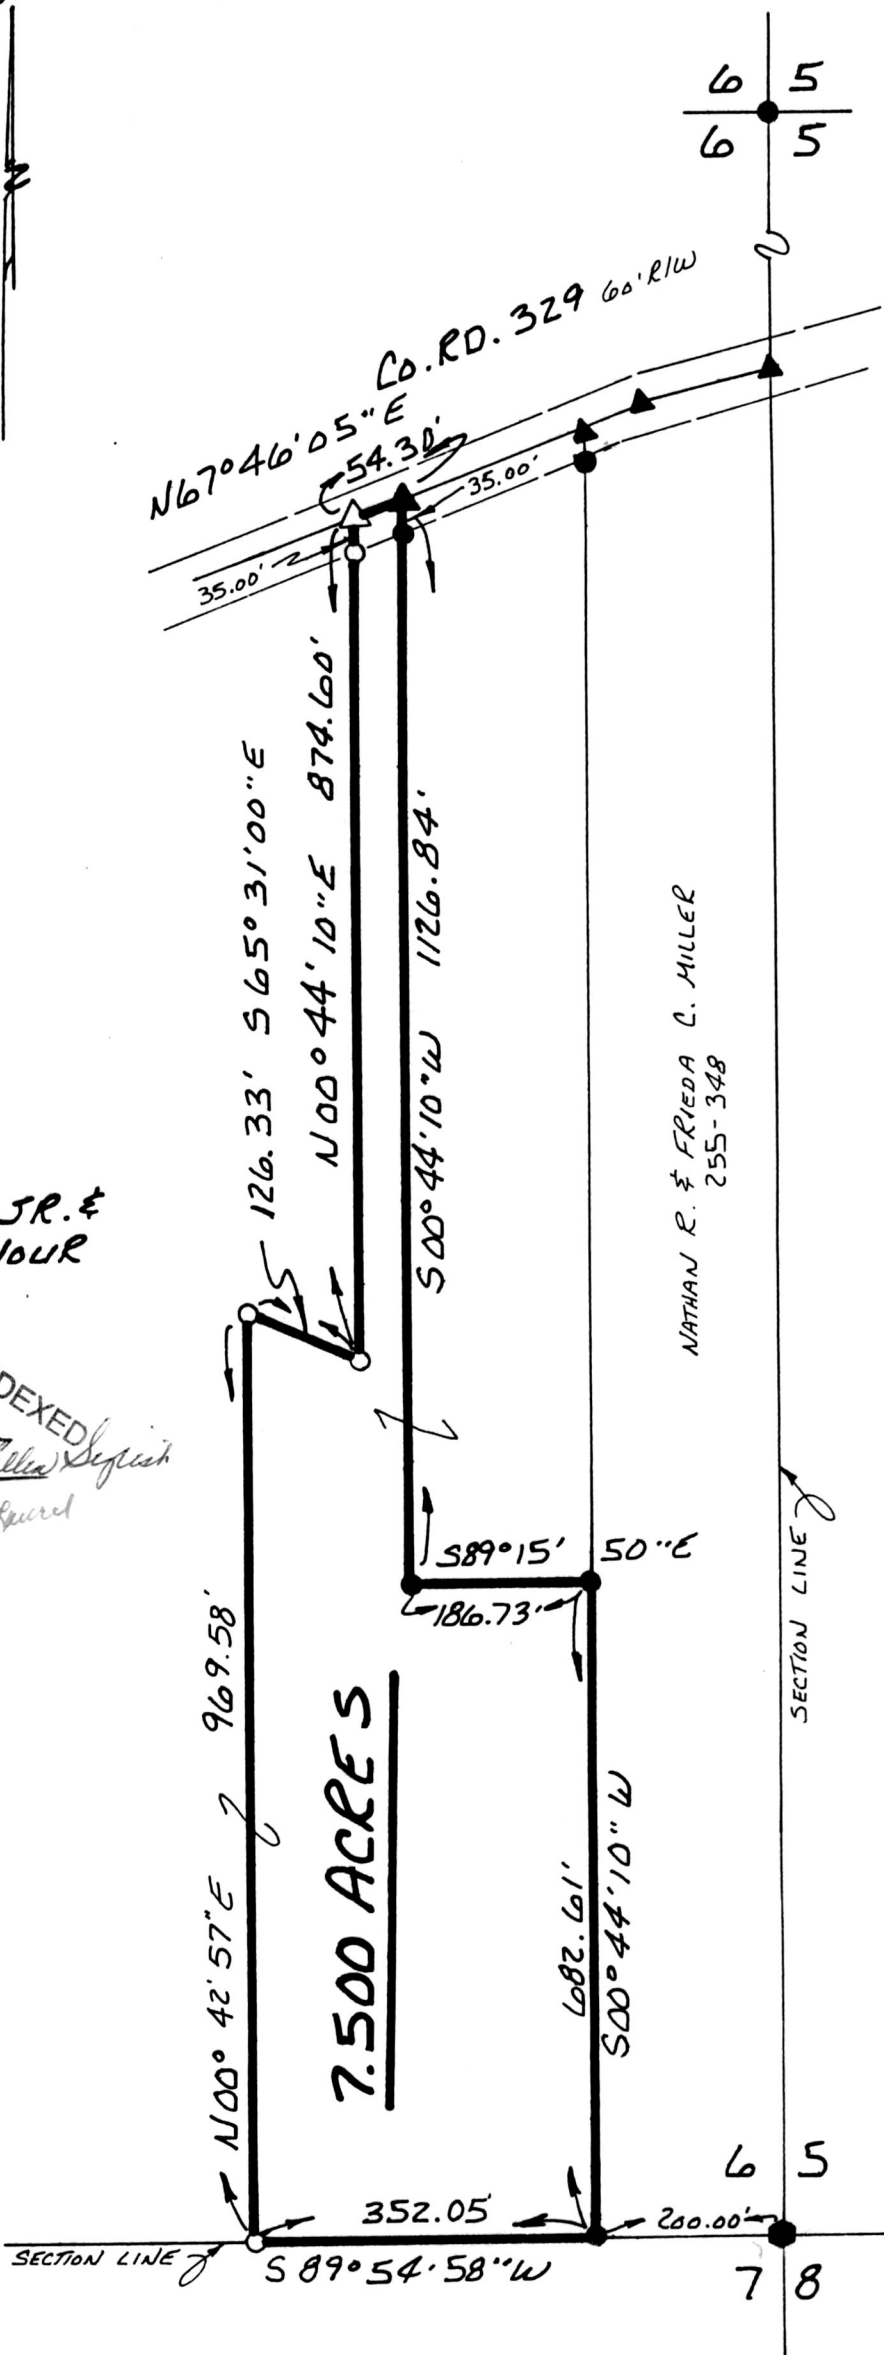 6 5
6 5
Co. RD. 329 60' R/W
N67°46'05"E
54.30'
35.00'
35.00'
N00°44'10"E 874.60'
126.33' S65°31'00"E
S00°44'10"W 1126.84'
NATHAN R. & FRIEDA C. MILLER
255-348
JR. &
DEXED
S89°15' 50"E
186.73'
SECTION LINE
7.500 ACRES
N00°42'57"E 969.58'
682.61'
S00°44'10"W
6 5
352.05'
200.00'
SECTION LINE
S89°54'58"W
7 8